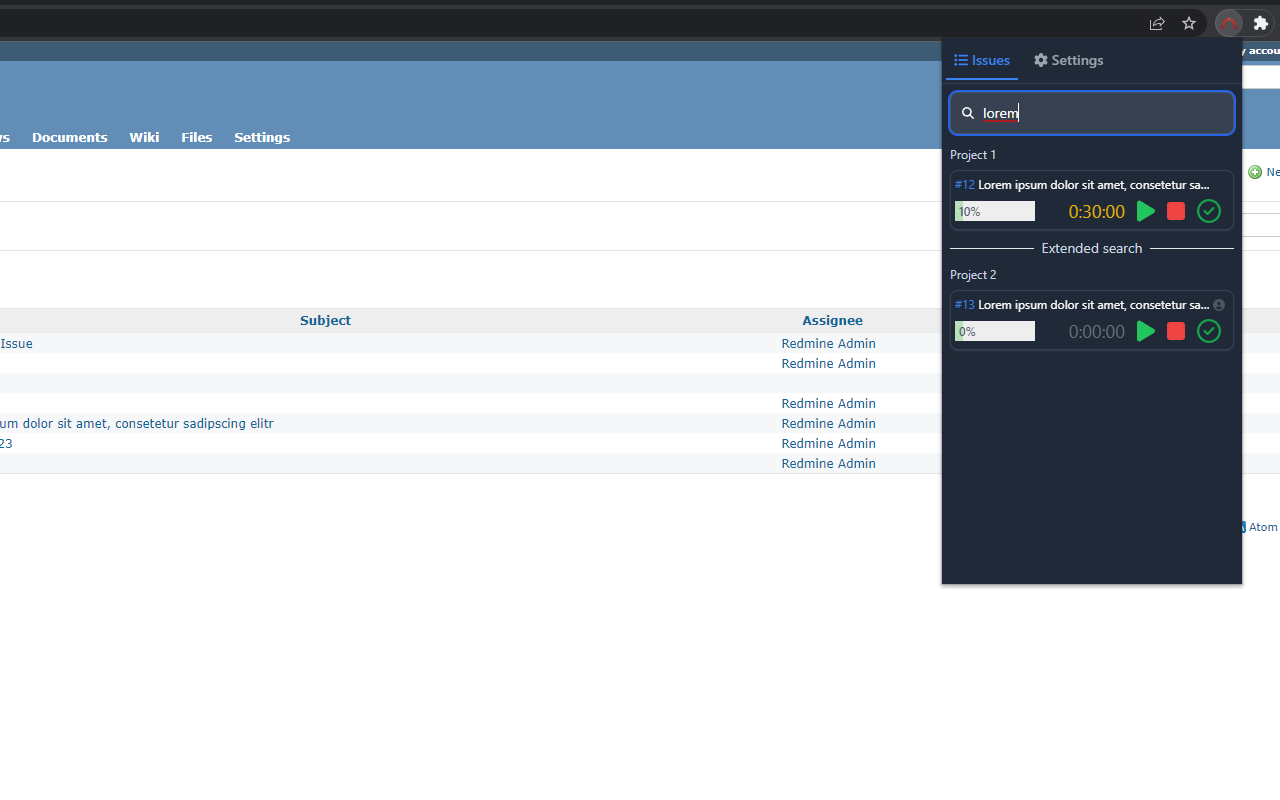 y accou
Issues Settings
lorem
Documents Wiki Files Settings
Project 1
Ne
#12 Lorem ipsum dolor sit amet, consetetur sa...
10% 0:30:00
Extended search
Project 2
#13 Lorem ipsum dolor sit amet, consetetur sa...
0% 0:00:00
Subject Assignee
Issue Redmine Admin
Redmine Admin
Redmine Admin
um dolor sit amet, consetetur sadipscing elitr Redmine Admin
23 Redmine Admin
Redmine Admin
Atom